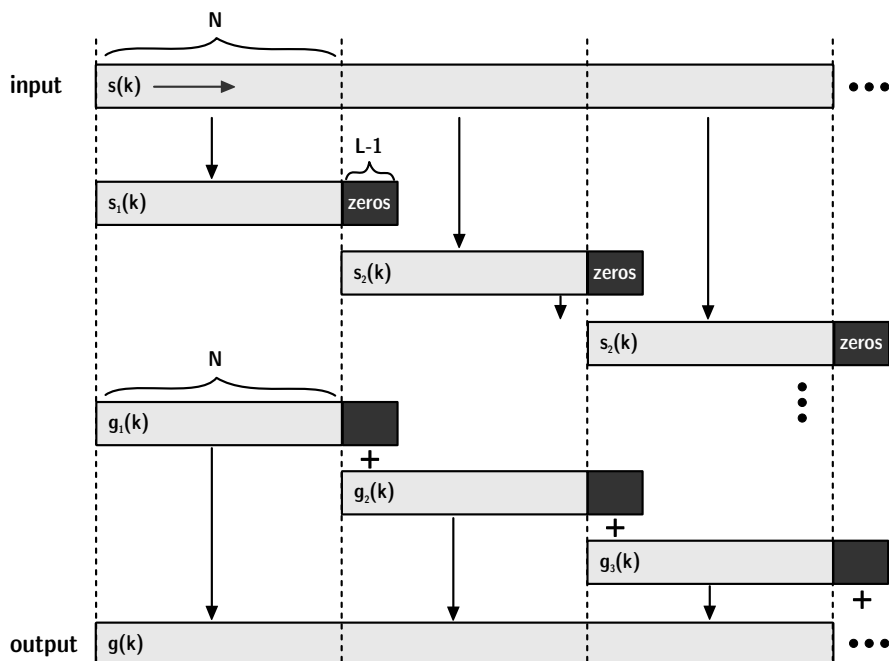 N
input
s(k)
L-1
s₁(k)
zeros
s₂(k)
zeros
s₂(k)
zeros
N
g₁(k)
+
g₂(k)
+
g₃(k)
+
output
g(k)